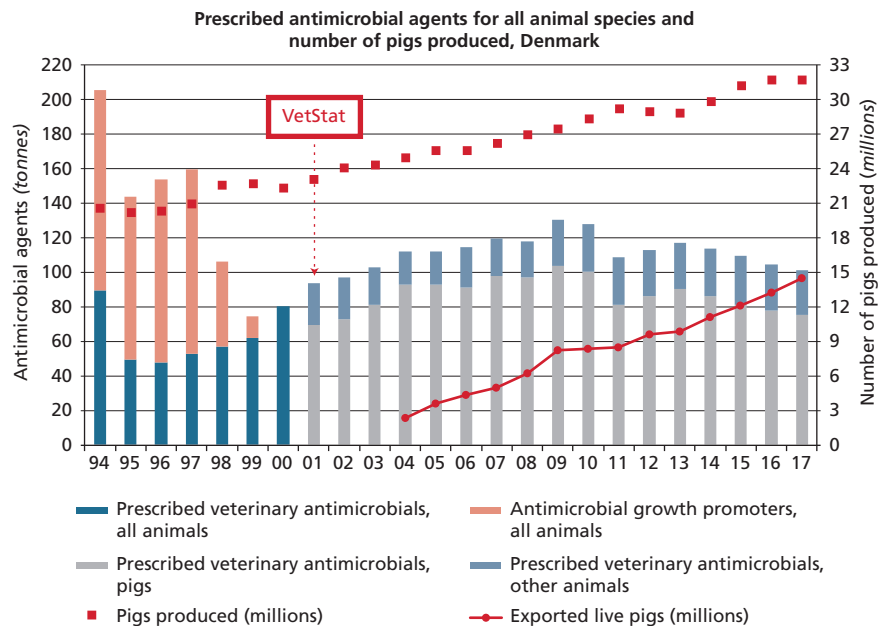 Prescribed antimicrobial agents for all animal species and
number of pigs produced, Denmark
220
200
180
160
140
120
100
80
60
40
20
0
Antimicrobial agents (tonnes)
VetStat
33
30
27
24
21
18
15
12
9
6
3
0
Number of pigs produced (millions)
94 95 96 97 98 99 00 01 02 03 04 05 06 07 08 09 10 11 12 13 14 15 16 17
Prescribed veterinary antimicrobials,
all animals
Antimicrobial growth promoters,
all animals
Prescribed veterinary antimicrobials,
pigs
Prescribed veterinary antimicrobials,
other animals
Pigs produced (millions)
Exported live pigs (millions)